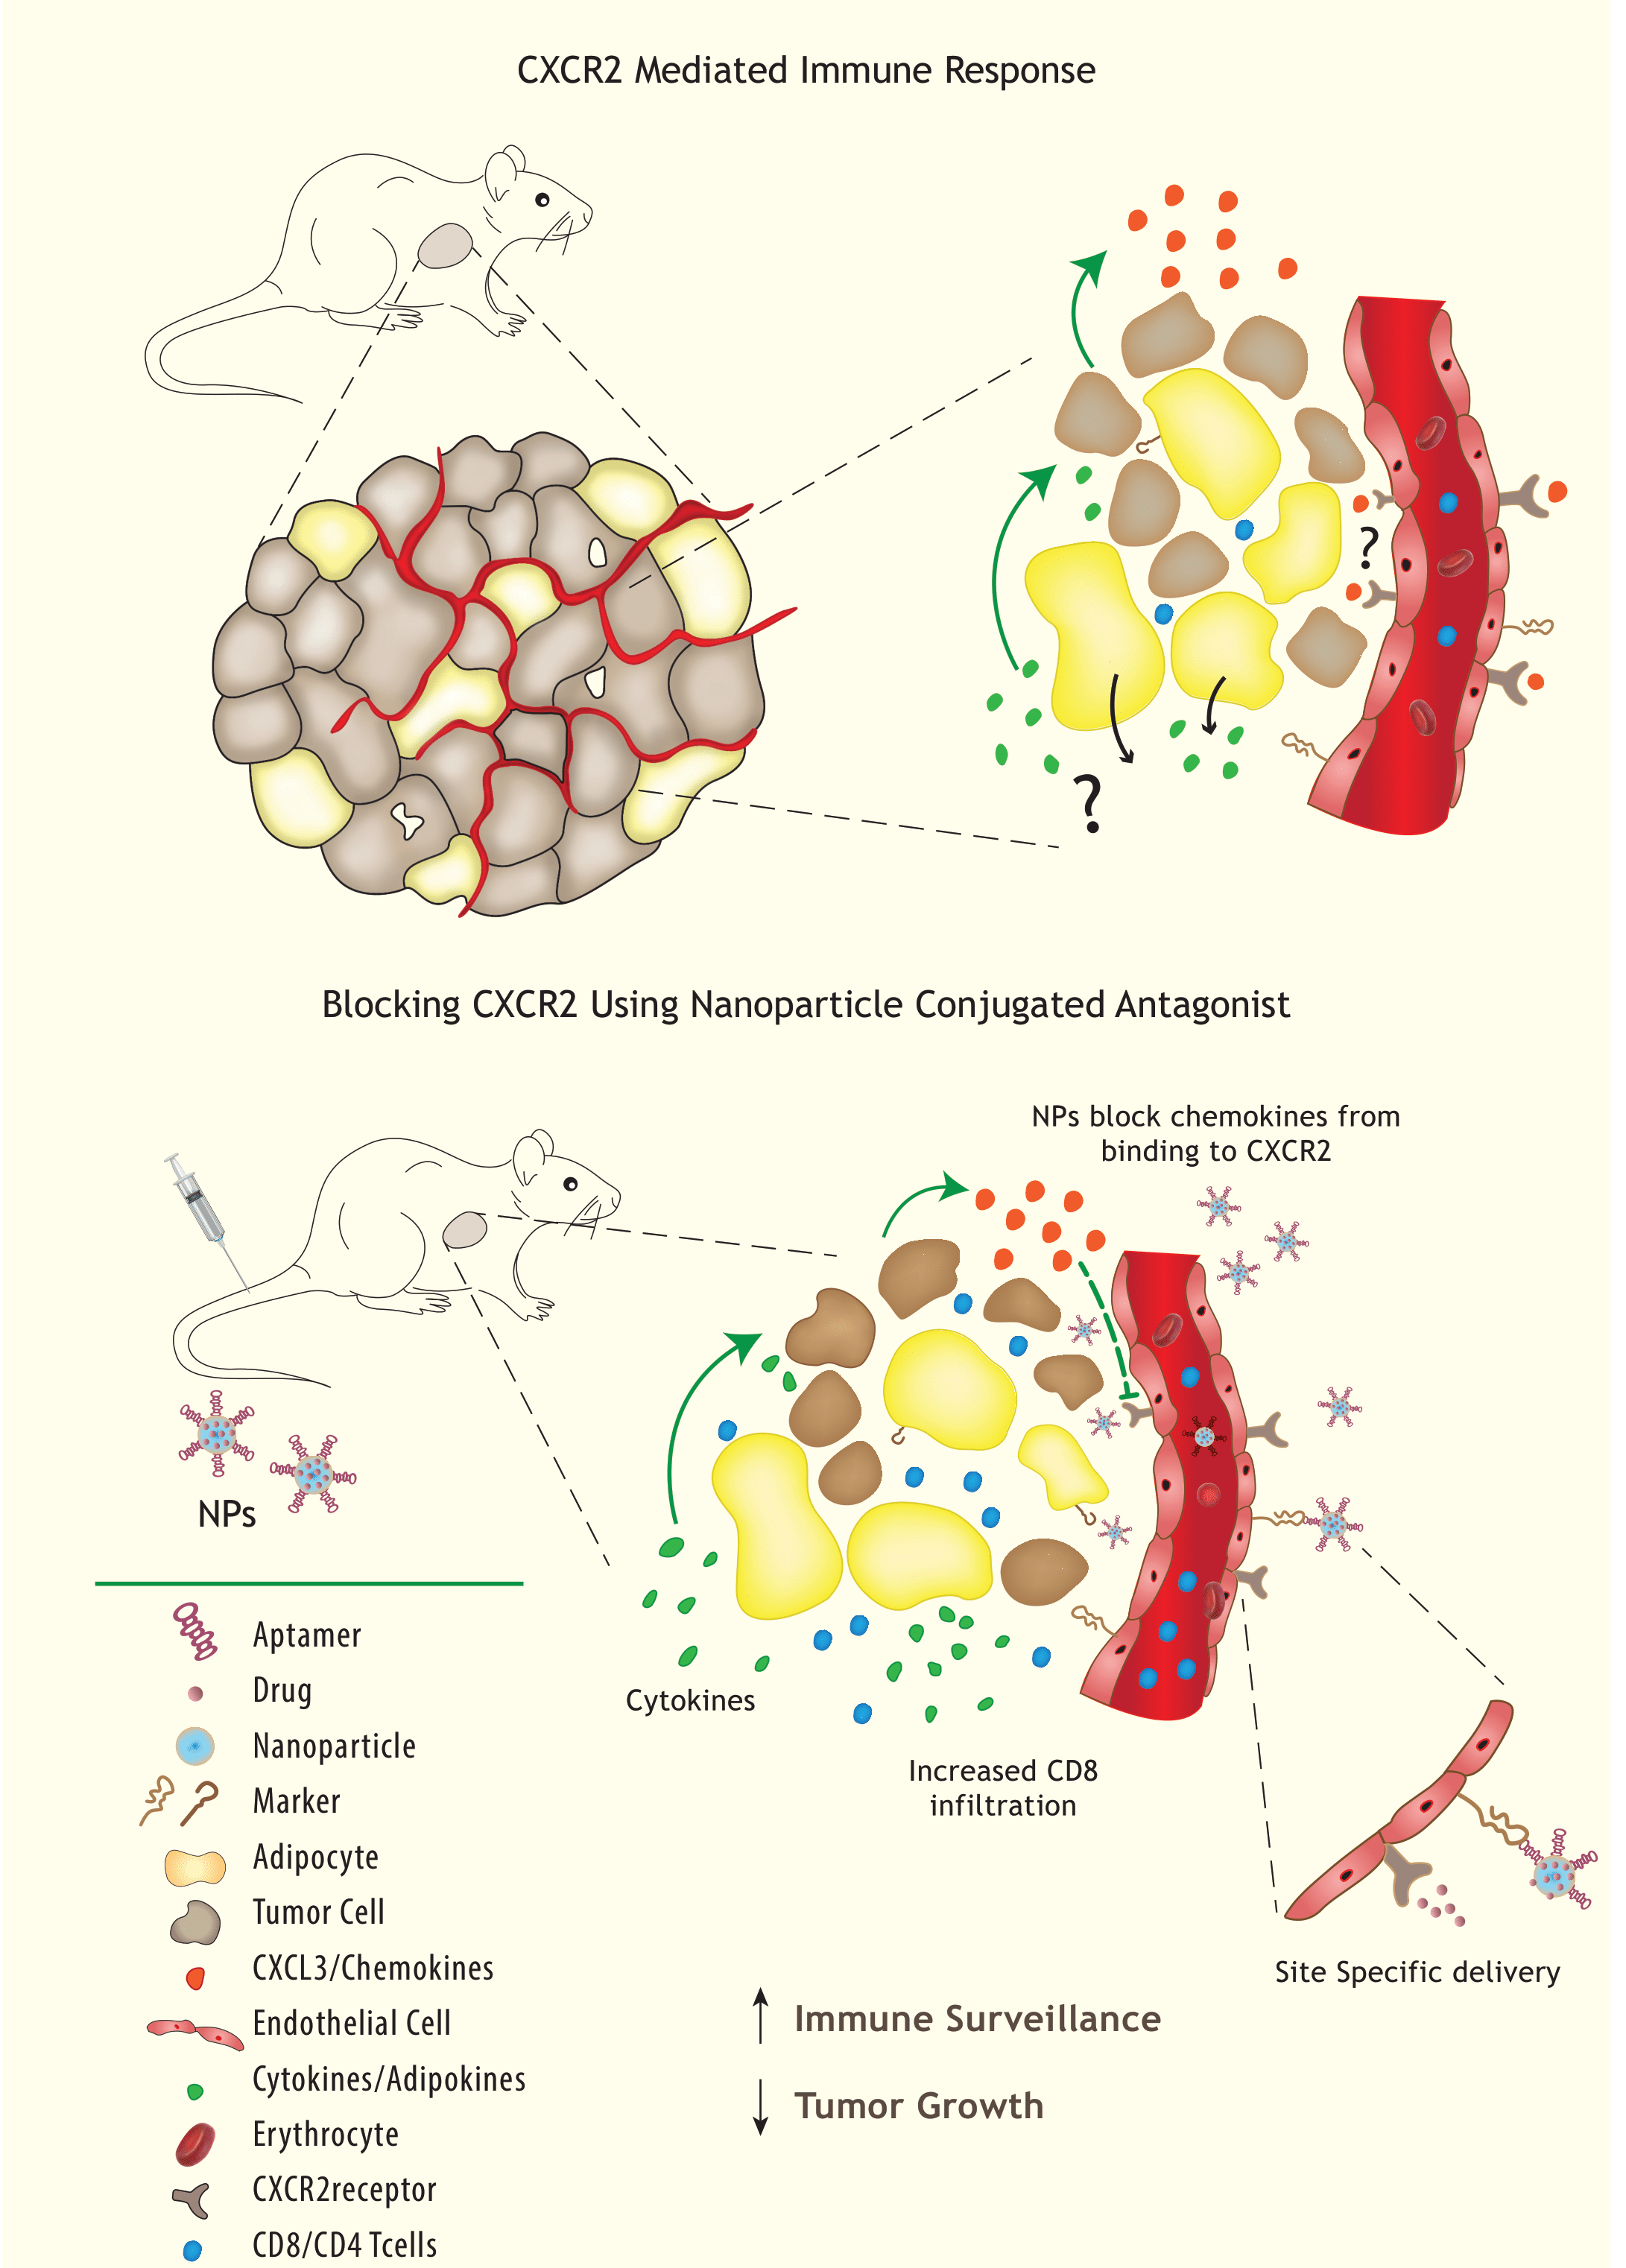 CXCR2 Mediated Immune Response
?
?
Blocking CXCR2 Using Nanoparticle Conjugated Antagonist
NPs block chemokines from
binding to CXCR2
NPs
Cytokines
Increased CD8
infiltration
Site Specific delivery
Aptamer
Drug
Nanoparticle
Marker
Adipocyte
Tumor Cell
CXCL3/Chemokines
Endothelial Cell
Cytokines/Adipokines
Erythrocyte
CXCR2receptor
CD8/CD4 Tcells
Immune Surveillance
Tumor Growth